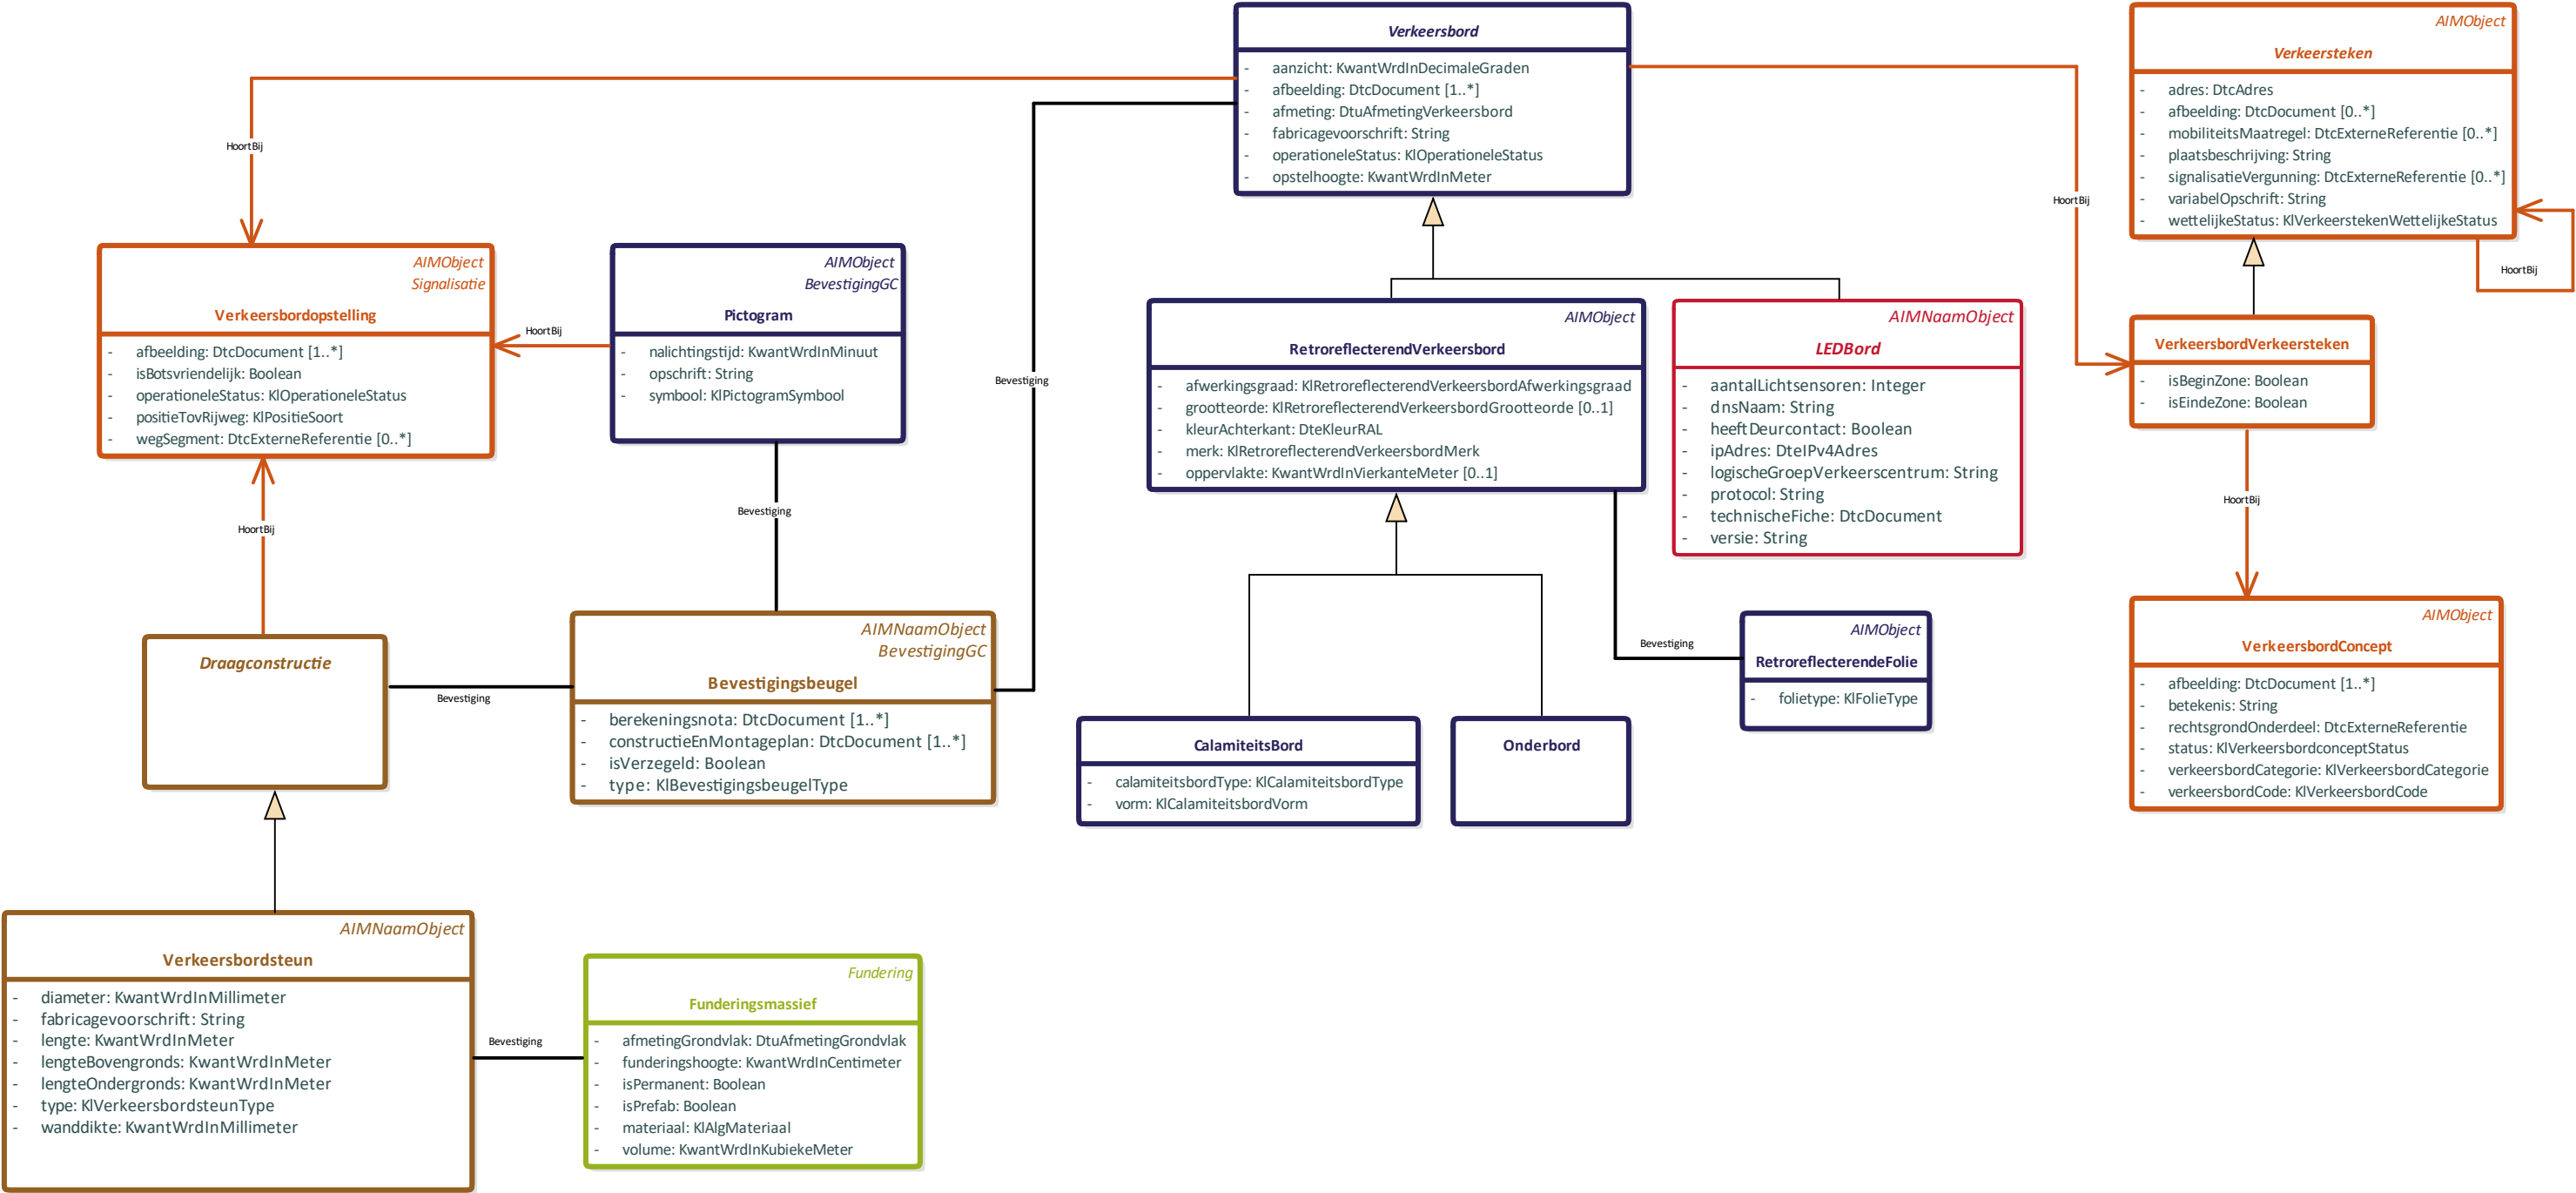 Verkeersbord
- aanzicht: KwantWrdInDecimaleGraden
- afbeelding: DtcDocument [1..*]
- afmeting: DtuAfmetingVerkeersbord
- fabricagevoorschrift: String
- operationeleStatus: KlOperationeleStatus
- opstelhoogte: KwantWrdInMeter
AIMObject
Verkeersteken
- adres: DtcAdres
- afbeelding: DtcDocument [0..*]
- mobiliteitsMaatregel: DtcExterneReferentie [0..*]
- plaatsbeschrijving: String
- signalisatieVergunning: DtcExterneReferentie [0..*]
- variabelOpschrift: String
- wettelijkeStatus: KlVerkeerstekenWettelijkeStatus
HoortBij
HoortBij
HoortBij
AIMObject
Signalisatie
Verkeersbordopstelling
- afbeelding: DtcDocument [1..*]
- isBotsvriendelijk: Boolean
- operationeleStatus: KlOperationeleStatus
- positieTovRijweg: KlPositieSoort
- wegSegment: DtcExterneReferentie [0..*]
HoortBij
AIMObject
BevestigingGC
Pictogram
- nalichtingstijd: KwantWrdInMinuut
- opschrift: String
- symbool: KlPictogramSymbool
Bevestiging
AIMObject
RetroreflecterendVerkeersbord
- afwerkingsgraad: KlRetroreflecterendVerkeersbordAfwerkingsgraad
- grootteorde: KlRetroreflecterendVerkeersbordGrootteorde [0..1]
- kleurAchterkant: DteKleurRAL
- merk: KlRetroreflecterendVerkeersbordMerk
- oppervlakte: KwantWrdInVierkanteMeter [0..1]
AIMNaamObject
LEDBord
- aantalLichtsensoren: Integer
- dnsNaam: String
- heeftDeurcontact: Boolean
- ipAdres: DteIPv4Adres
- logischeGroepVerkeerscentrum: String
- protocol: String
- technischeFiche: DtcDocument
- versie: String
VerkeersbordVerkeersteken
- isBeginZone: Boolean
- isEindeZone: Boolean
HoortBij
Bevestiging
HoortBij
Draagconstructie
Bevestiging
AIMNaamObject
BevestigingGC
Bevestigingsbeugel
- berekeningsnota: DtcDocument [1..*]
- constructieEnMontageplan: DtcDocument [1..*]
- isVerzegeld: Boolean
- type: KlBevestigingsbeugelType
Bevestiging
AIMObject
RetroreflecterendeFolie
- folietype: KlFolieType
AIMObject
VerkeersbordConcept
- afbeelding: DtcDocument [1..*]
- betekenis: String
- rechtsgrondOnderdeel: DtcExterneReferentie
- status: KlVerkeersbordconceptStatus
- verkeersbordCategorie: KlVerkeersbordCategorie
- verkeersbordCode: KlVerkeersbordCode
CalamiteitsBord
- calamiteitsbordType: KlCalamiteitsbordType
- vorm: KlCalamiteitsbordVorm
Onderbord
AIMNaamObject
Verkeersbordsteun
- diameter: KwantWrdInMillimeter
- fabricagevoorschrift: String
- lengte: KwantWrdInMeter
- lengteBovengronds: KwantWrdInMeter
- lengteOndergronds: KwantWrdInMeter
- type: KlVerkeersbordsteunType
- wanddikte: KwantWrdInMillimeter
Bevestiging
Fundering
Funderingsmassief
- afmetingGrondvlak: DtuAfmetingGrondvlak
- funderingshoogte: KwantWrdInCentimeter
- isPermanent: Boolean
- isPrefab: Boolean
- materiaal: KlAlgMateriaal
- volume: KwantWrdInKubiekeMeter